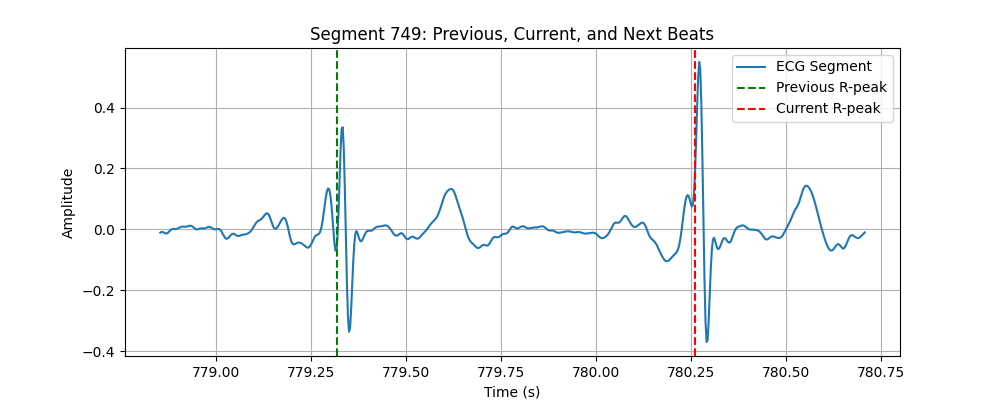 Segment 749: Previous, Current, and Next Beats
ECG Segment
Previous R-peak
Current R-peak
Amplitude
0.4
0.2
0.0
−0.2
−0.4
779.00 779.25 779.50 779.75 780.00 780.25 780.50 780.75
Time (s)